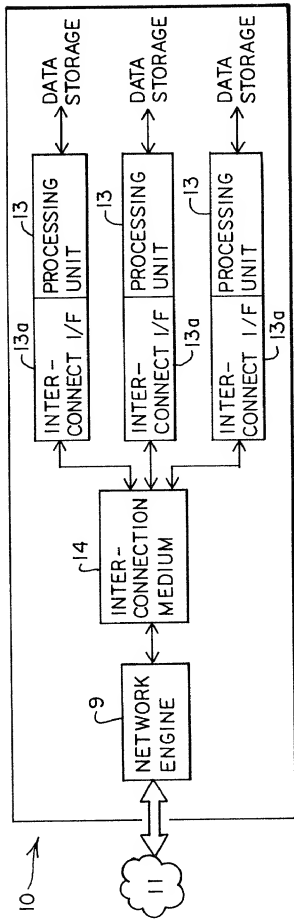 10
11
9
NETWORK
ENGINE
14
INTER-
CONNECTION
MEDIUM
13a
INTER-
CONNECT I/F
13
PROCESSING
UNIT
DATA
STORAGE
INTER-
CONNECT I/F
13a
13
PROCESSING
UNIT
DATA
STORAGE
INTER-
CONNECT I/F
13a
13
PROCESSING
UNIT
DATA
STORAGE